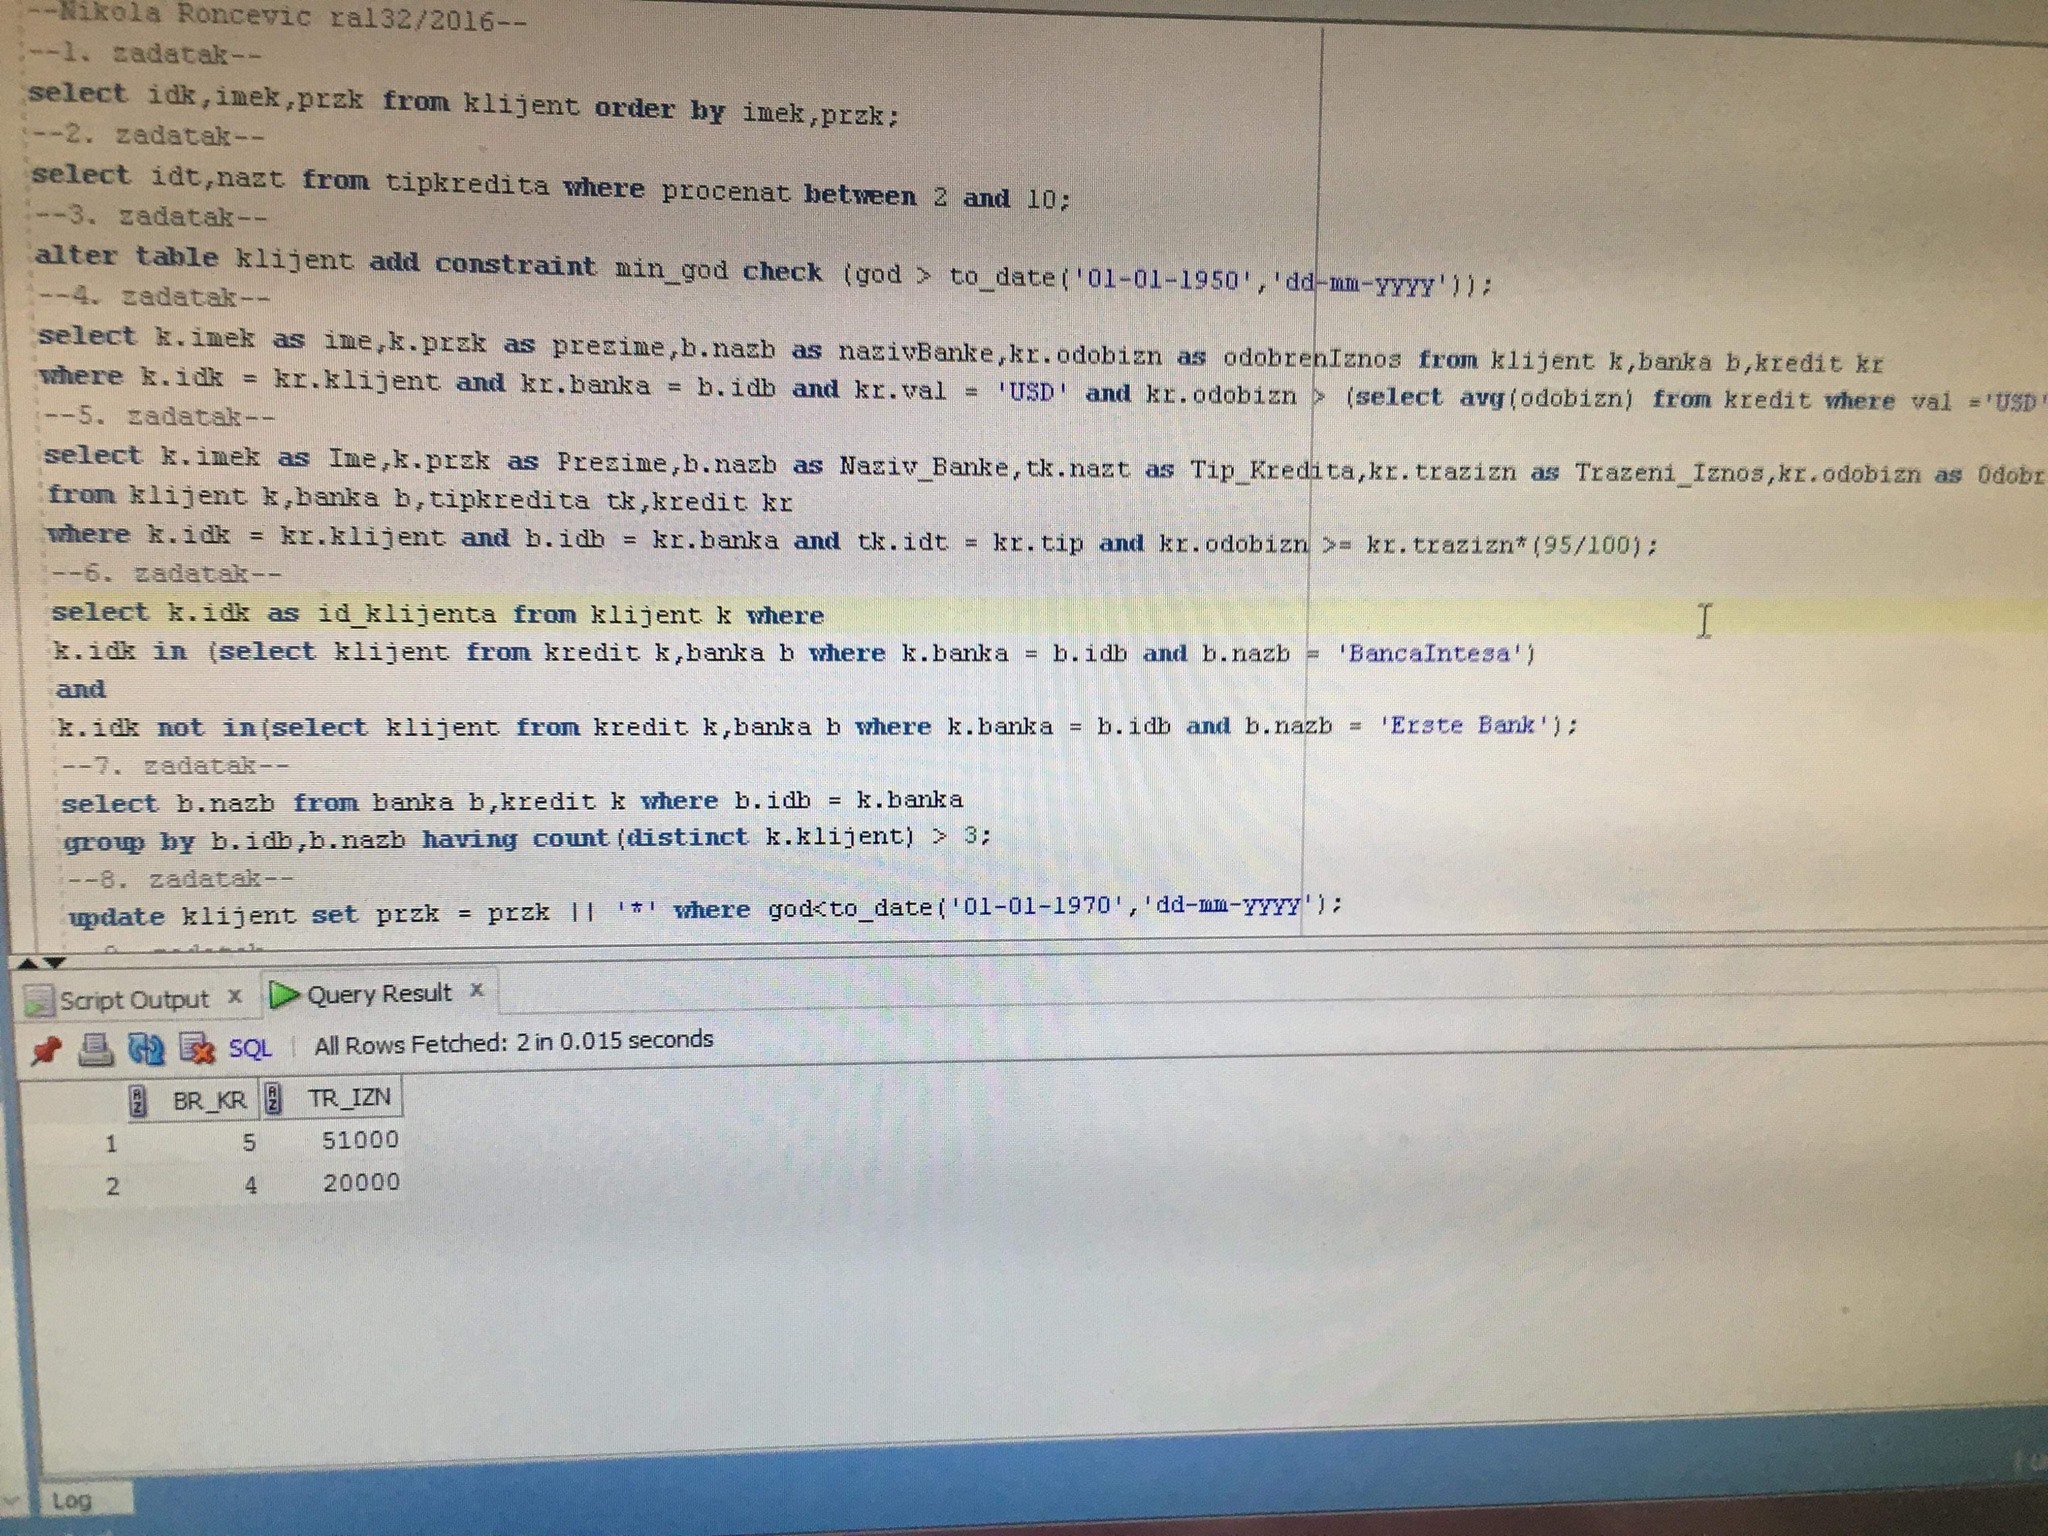 --Nikola Roncevic ra132/2016--
--1. zadatak--
select idk,imek,przk from klijent order by imek,przk;
--2. zadatak--
select idt,nazt from tipkredita where procenat between 2 and 10;
--3. zadatak--
alter table klijent add constraint min_god check (god > to_date('01-01-1950','dd-mm-yyyy'));
--4. zadatak--
select k.imek as ime,k.przk as prezime,b.nazb as nazivBanke,kr.odobizn as odobrenIznos from klijent k,banka b,kredit kr
where k.idk = kr.klijent and kr.banka = b.idb and kr.val = 'USD' and kr.odobizn > (select avg(odobizn) from kredit where val ='USD'
--5. zadatak--
select k.imek as Ime,k.przk as Prezime,b.nazb as Naziv_Banke,tk.nazt as Tip_Kredita,kr.trazizn as Trazeni_Iznos,kr.odobizn as Odobr
from klijent k,banka b,tipkredita tk,kredit kr
where k.idk = kr.klijent and b.idb = kr.banka and tk.idt = kr.tip and kr.odobizn >= kr.trazizn*(95/100);
--6. zadatak--
select k.idk as id_klijenta from klijent k where
k.idk in (select klijent from kredit k,banka b where k.banka = b.idb and b.nazb = 'BancaIntesa')
and
k.idk not in(select klijent from kredit k,banka b where k.banka = b.idb and b.nazb = 'Erste Bank');
--7. zadatak--
select b.nazb from banka b,kredit k where b.idb = k.banka
group by b.idb,b.nazb having count(distinct k.klijent) > 3;
--8. zadatak--
update klijent set przk = przk || '*' where god<to_date('01-01-1970','dd-mm-yyyy');
Script Output x Query Result x
SQL All Rows Fetched: 2 in 0.015 seconds
BR_KR TR_IZN
1 5 51000
2 4 20000
Log